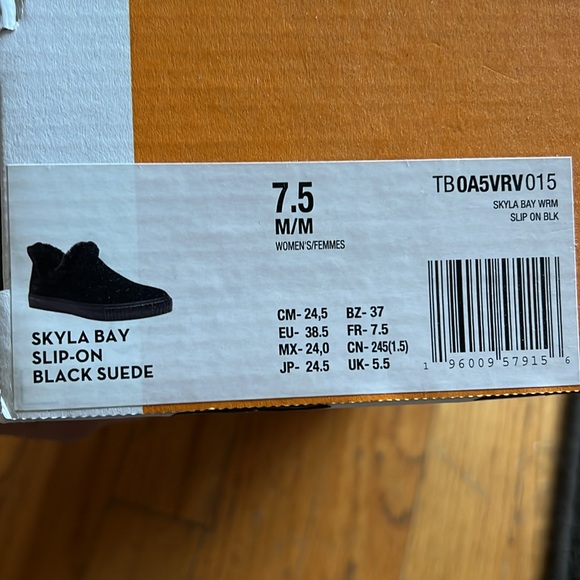 7.5
M/M
WOMEN'S/FEMMES
TB0A5VRV015
SKYLA BAY WRM
SLIP ON BLK
SKYLA BAY
SLIP-ON
BLACK SUEDE
CM- 24,5 BZ- 37
EU- 38.5 FR- 7.5
MX- 24,0 CN- 245(1.5)
JP- 24.5 UK- 5.5
1 96009 57915 6